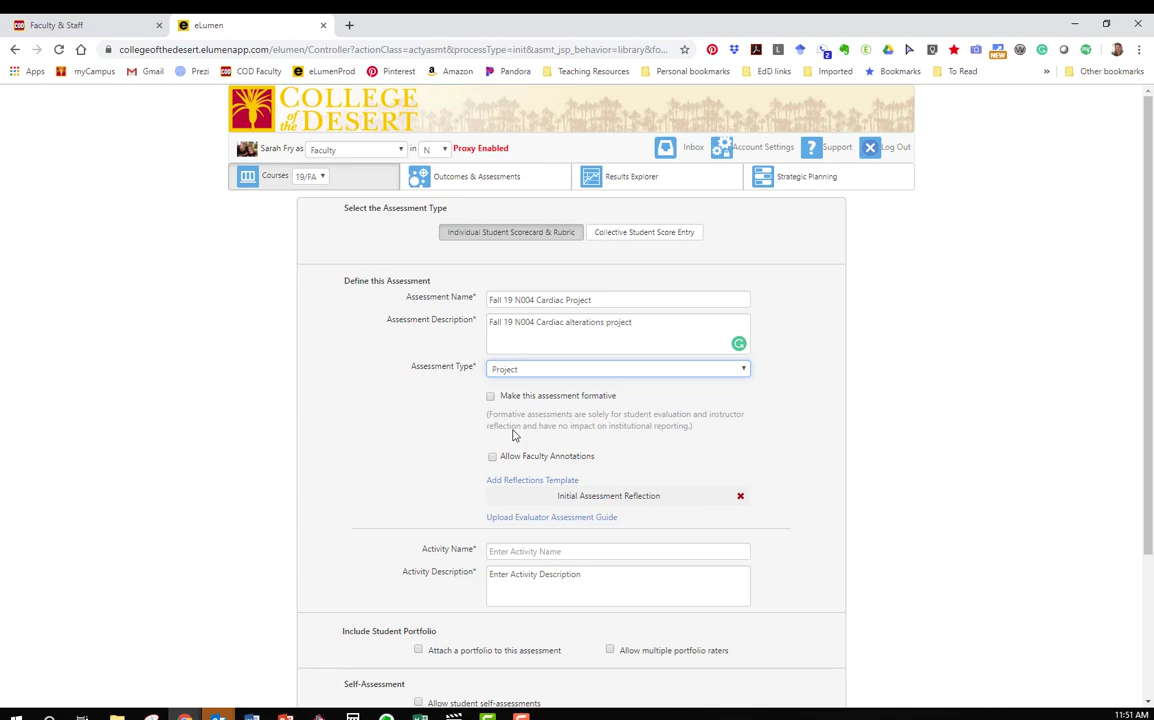 Faculty & Staff
eLumen
collegeofthedesert.elumenapp.com/elumen/Controller?actionClass=actyasmt&processType=init&asmt_jsp_behavior=library&fo...
Apps
myCampus
Gmail
Prezi
COD Faculty
eLumenProd
Pinterest
Amazon
Pandora
Teaching Resources
Personal bookmarks
EdD links
Imported
Bookmarks
To Read
Other bookmarks
COLLEGE
of the DESERT
Sarah Fry as
Faculty
in
N
Proxy Enabled
Inbox
Account Settings
Support
Log Out
Courses
19/FA
Outcomes & Assessments
Results Explorer
Strategic Planning
Select the Assessment Type
Individual Student Scorecard & Rubric
Collective Student Score Entry
Define this Assessment
Assessment Name*
Fall 19 N004 Cardiac Project
Assessment Description*
Fall 19 N004 Cardiac alterations project
Assessment Type*
Project
Make this assessment formative
(Formative assessments are solely for student evaluation and instructor
reflection and have no impact on institutional reporting.)
Allow Faculty Annotations
Add Reflections Template
Initial Assessment Reflection
Upload Evaluator Assessment Guide
Activity Name*
Enter Activity Name
Activity Description*
Enter Activity Description
Include Student Portfolio
Attach a portfolio to this assessment
Allow multiple portfolio raters
Self-Assessment
Allow student self-assessments
11:51 AM